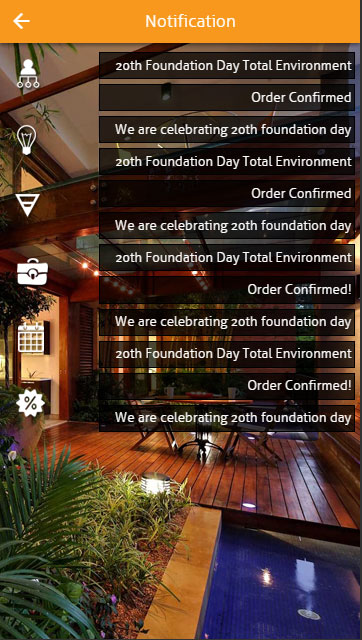 Notification
20th Foundation Day Total Environment
Order Confirmed
We are celebrating 20th foundation day
20th Foundation Day Total Environment
Order Confirmed
We are celebrating 20th foundation day
20th Foundation Day Total Environment
Order Confirmed!
We are celebrating 20th foundation day
20th Foundation Day Total Environment
Order Confirmed!
We are celebrating 20th foundation day